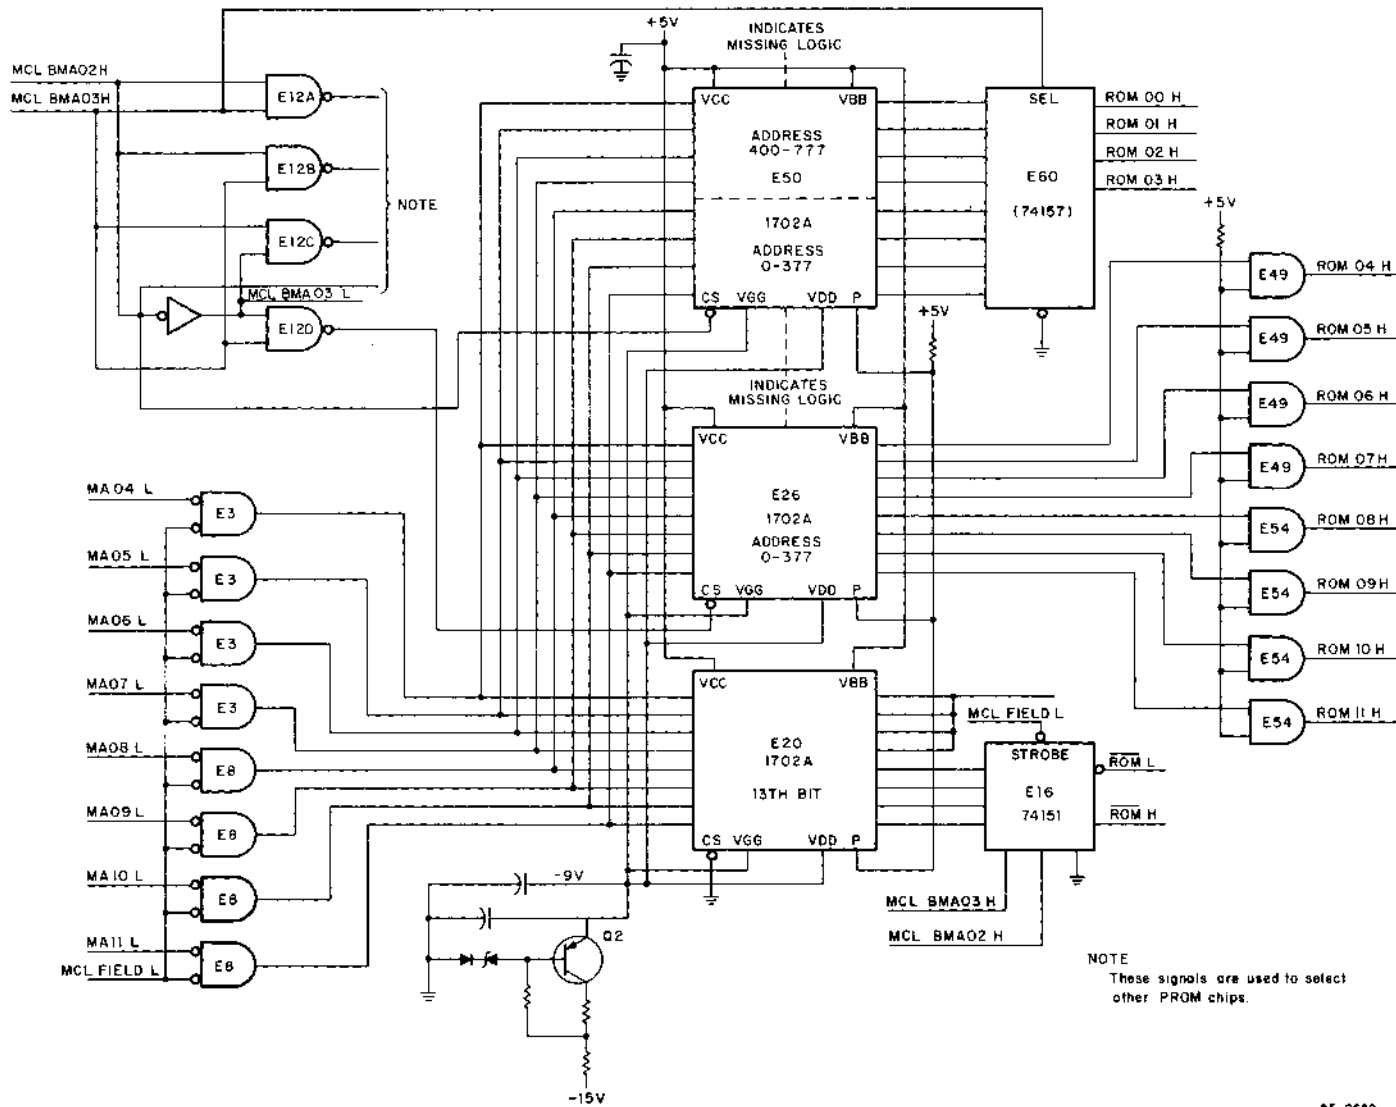 +5V
INDICATES
MISSING LOGIC
MCL BMA02H
MCL BMA03H
E12A
E12B
E12C
E12D
NOTE
MCL BMA03 L
VCC
VBB
ADDRESS
400-777
E50
1702A
ADDRESS
0-377
CS
VGG
VDD
P
SEL
E60
(74157)
ROM 00 H
ROM 01 H
ROM 02 H
ROM 03 H
+5V
+5V
E49
ROM 04 H
E49
ROM 05 H
E49
ROM 06 H
E49
ROM 07 H
E54
ROM 08 H
E54
ROM 09 H
E54
ROM 10 H
E54
ROM 11 H
INDICATES
MISSING LOGIC
VCC
VBB
E26
1702A
ADDRESS
0-377
CS
VGG
VDD
P
MA04 L
E3
MA05 L
E3
MA06 L
E3
MA07 L
E3
MA08 L
E8
MA09 L
E8
MA10 L
E8
MA11 L
MCL FIELD L
E8
VCC
VBB
E20
1702A
13TH BIT
CS
VGG
VDD
P
MCL FIELD L
STROBE
E16
74151
ROM L
ROM H
MCL BMA03 H
MCL BMA02 H
-9V
Q2
-15V
NOTE
These signals are used to select
other PROM chips.